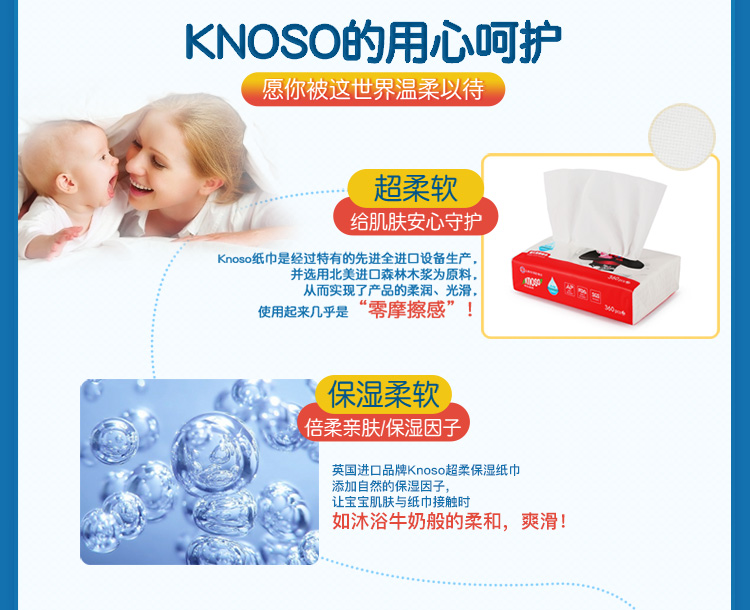 KNOSO的用心呵护
愿你被这世界温柔以待
超柔软
给肌肤安心守护
Knoso纸巾是经过特有的先进全进口设备生产，
并选用北美进口森林木浆为原料，
从而实现了产品的柔润、光滑，
使用起来几乎是“零摩擦感”！
360
保湿柔软
倍柔亲肤/保湿因子
英国进口品牌Knoso超柔保湿纸巾
添加自然的保湿因子，
让宝宝肌肤与纸巾接触时
如沐浴牛奶般的柔和，爽滑！